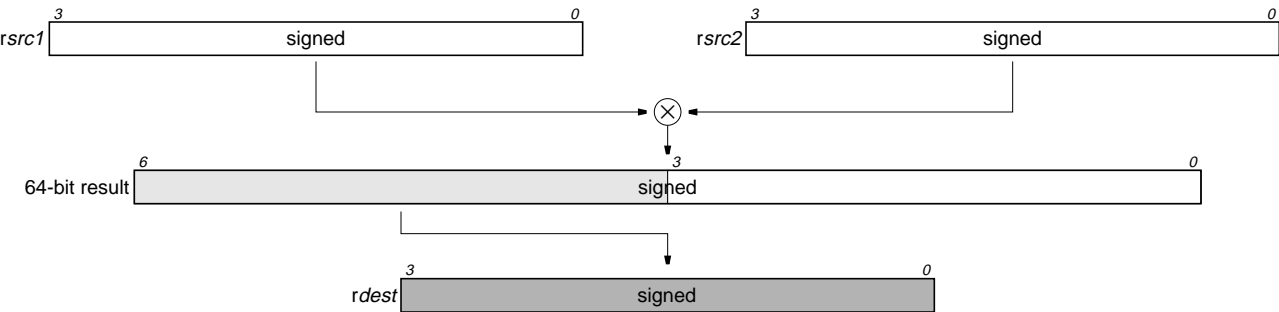 3 0 3 0
rsrc1 signed rsrc2 signed
6 3 0
64-bit result signed
3 0
rdest signed